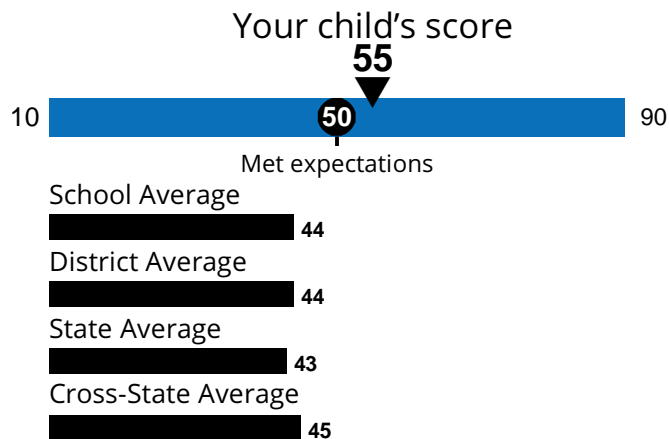 Your child’s score
55
10 50 90
Met expectations
School Average
44
District Average
44
State Average
43
Cross-State Average
45